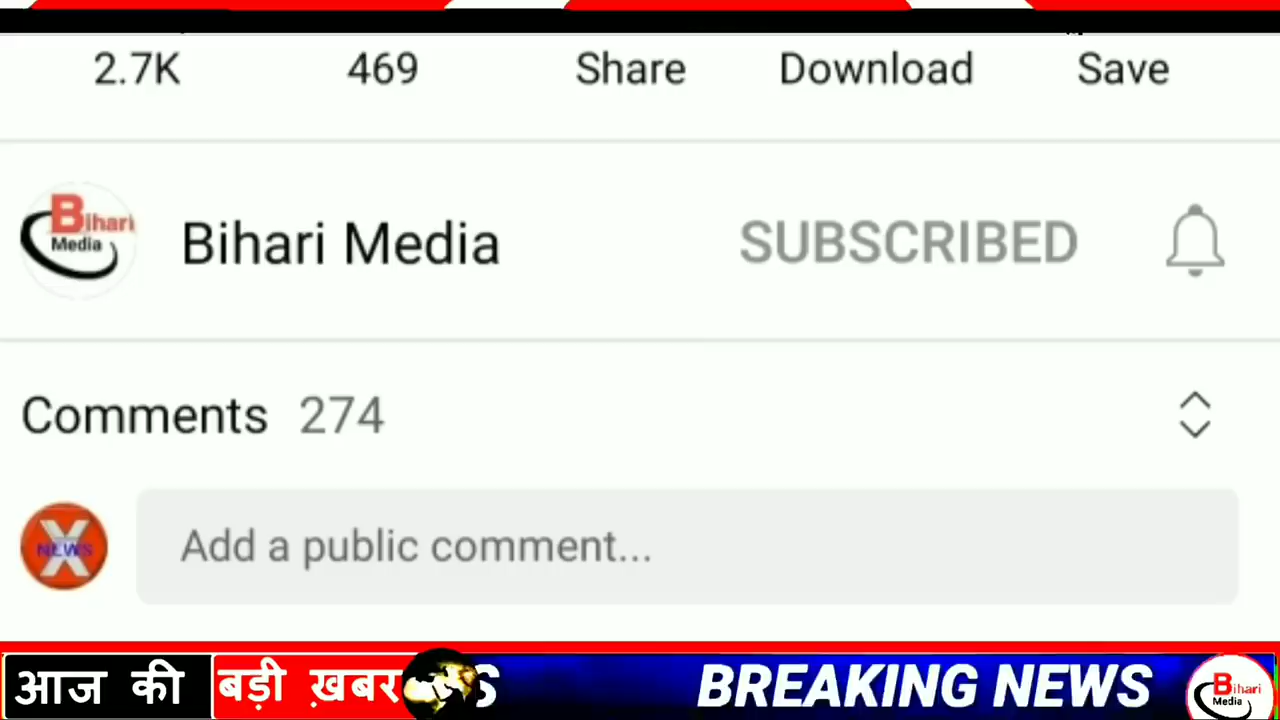 2.7K 469 Share Download Save
Bihari Media
Bihari Media SUBSCRIBED
Comments 274
X NEWS
Add a public comment...
आज की बड़ी ख़बर S BREAKING NEWS
Bihari Media